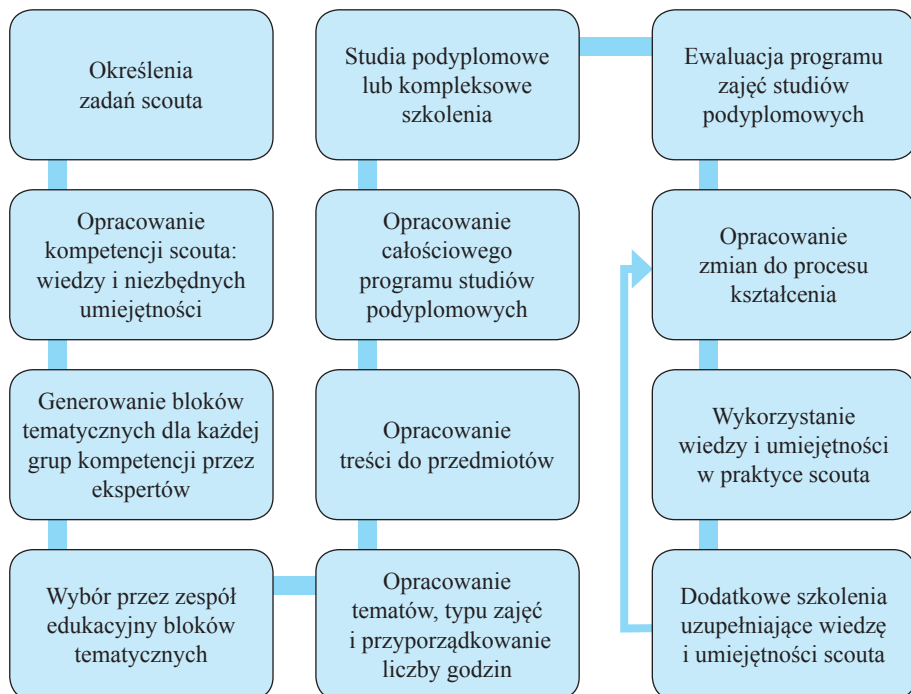 Określenia
zadań scouta
Opracowanie
kompetencji scouta:
wiedzy i niezbędnych
umiejętności
Generowanie bloków
tematycznych dla każdej
grup kompetencji przez
ekspertów
Wybór przez zespół
edukacyjny bloków
tematycznych
Opracowanie
tematów, typu zajęć
i przyporządkowanie
liczby godzin
Opracowanie
treści do przedmiotów
Opracowanie
całościowego
programu studiów
podyplomowych
Studia podyplomowe
lub kompleksowe
szkolenia
Ewaluacja programu
zajęć studiów
podyplomowych
Opracowanie
zmian do procesu
kształcenia
Wykorzystanie
wiedzy i umiejętności
w praktyce scouta
Dodatkowe szkolenia
uzupełniające wiedzę
i umiejętności scouta